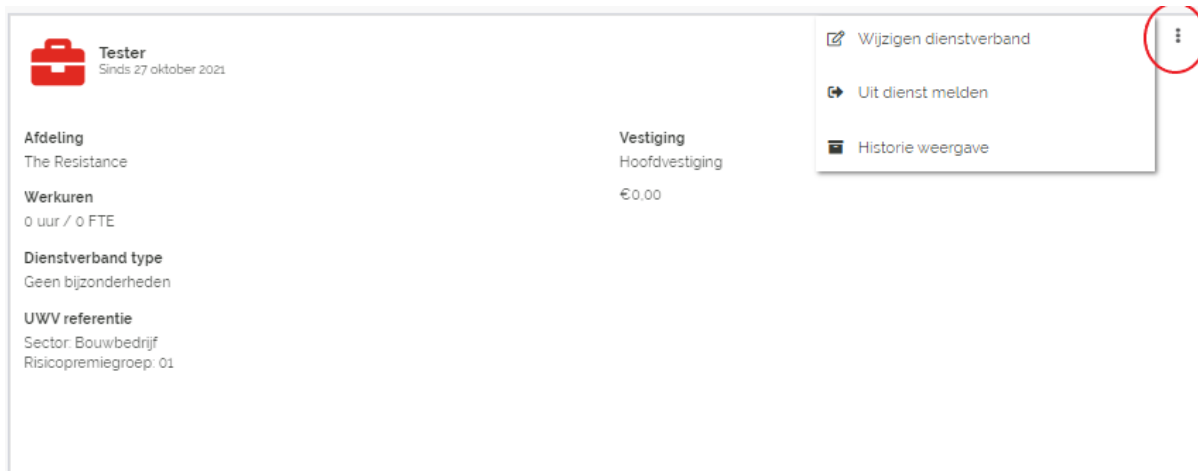 Tester
Sinds 27 oktober 2021
Wijzigen dienstverband
Uit dienst melden
Historie weergave
Afdeling
The Resistance
Werkuren
0 uur / 0 FTE
Dienstverband type
Geen bijzonderheden
UWV referentie
Sector: Bouwbedrijf
Risicopremiegroep: 01
Vestiging
Hoofdvestiging
€0,00